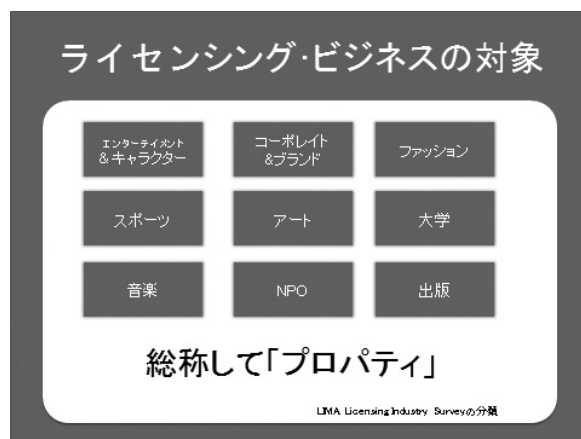 ライセンシング・ビジネスの対象
エンターテイメント
&キャラクター
コーポレイト
&ブランド
ファッション
スポーツ
アート
大学
音楽
NPO
出版
総称して「プロパティ」
LIMA Licensing Industry Surveyの分類